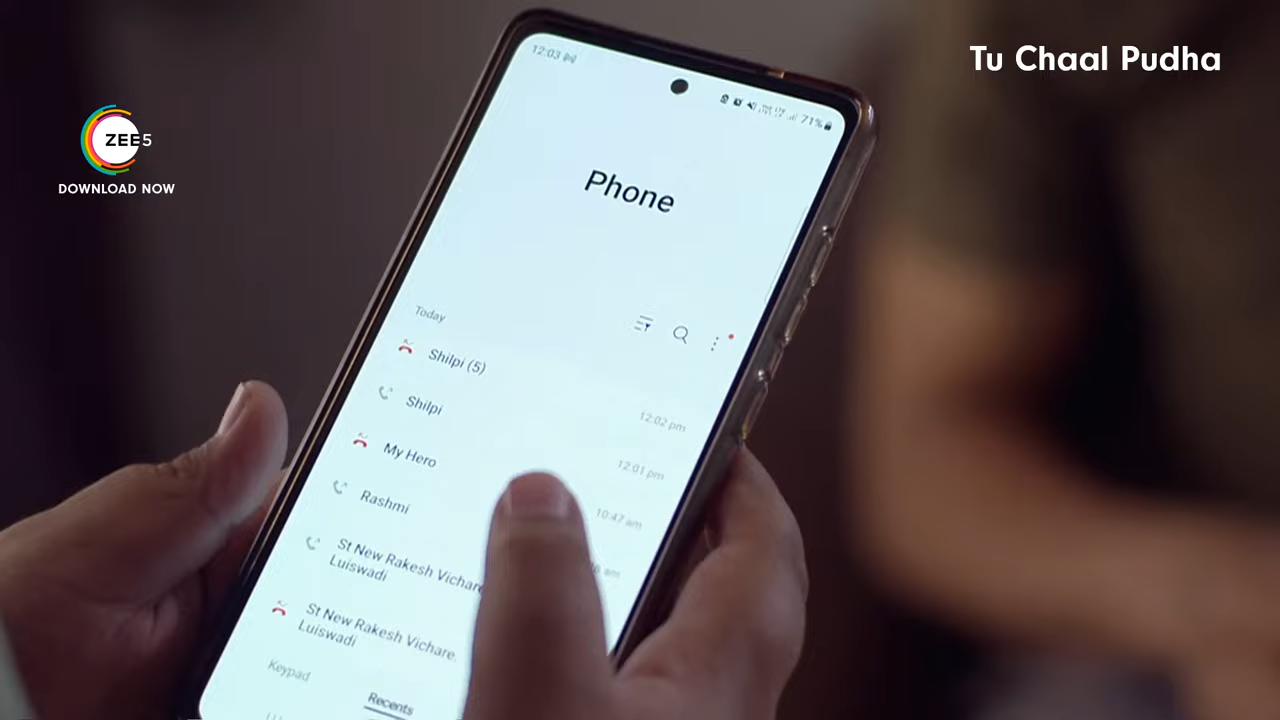 Tu Chaal Pudha
ZEE5
DOWNLOAD NOW
12:03
71%
Phone
Today
Shilpi (5)
12:02 pm
Shilpi
12:01 pm
My Hero
10:47 am
Rashmi
am
St New Rakesh Vichare
Luiswadi
St New Rakesh Vichare.
Luiswadi
Keypad
Recents